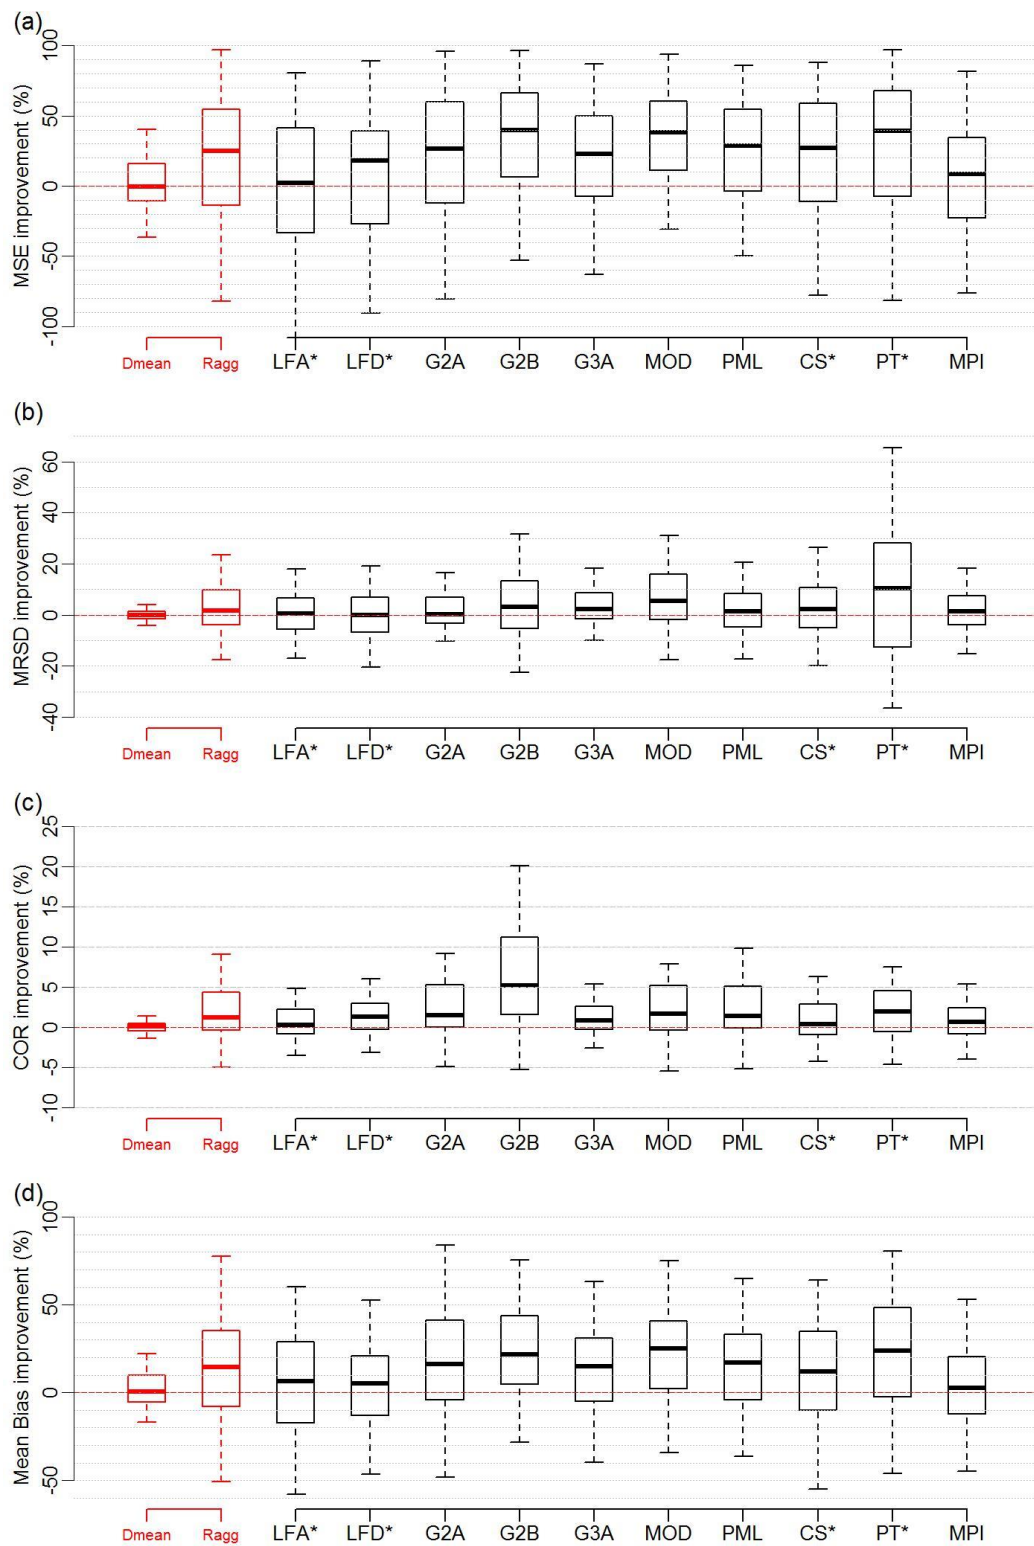 (a)
MSE improvement (%)
100
50
0
-50
-100
Dmean Ragg LFA* LFD* G2A G2B G3A MOD PML CS* PT* MPI
(b)
MRSD improvement (%)
60
40
20
0
-20
-40
Dmean Ragg LFA* LFD* G2A G2B G3A MOD PML CS* PT* MPI
(c)
COR improvement (%)
25
20
15
10
5
0
-5
-10
Dmean Ragg LFA* LFD* G2A G2B G3A MOD PML CS* PT* MPI
(d)
Mean Bias improvement (%)
100
50
0
-50
Dmean Ragg LFA* LFD* G2A G2B G3A MOD PML CS* PT* MPI